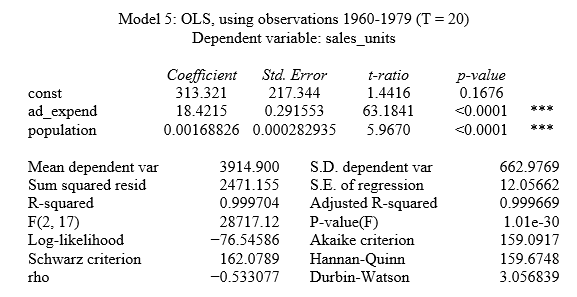 Model 5: OLS, using observations 1960-1979 (T = 20)
Dependent variable: sales_units
Coefficient Std. Error t-ratio p-value
const 313.321 217.344 1.4416 0.1676
ad_expend 18.4215 0.291553 63.1841 <0.0001 ***
population 0.00168826 0.000282935 5.9670 <0.0001 ***
Mean dependent var 3914.900 S.D. dependent var 662.9769
Sum squared resid 2471.155 S.E. of regression 12.05662
R-squared 0.999704 Adjusted R-squared 0.999669
F(2, 17) 28717.12 P-value(F) 1.01e-30
Log-likelihood −76.54586 Akaike criterion 159.0917
Schwarz criterion 162.0789 Hannan-Quinn 159.6748
rho −0.533077 Durbin-Watson 3.056839